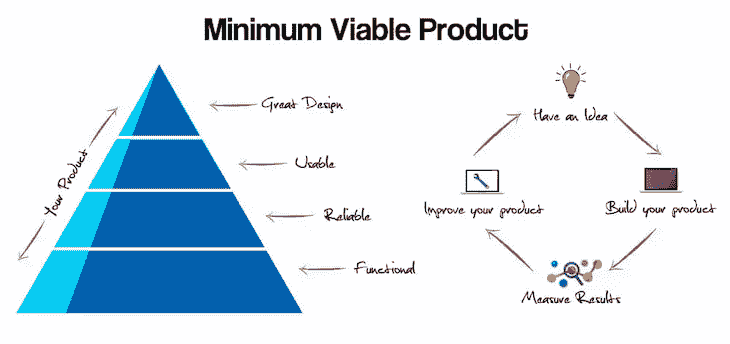 Minimum Viable Product
Your Product
Great Design
Usable
Reliable
Functional
Have an Idea
Build your product
Measure Results
Improve your product